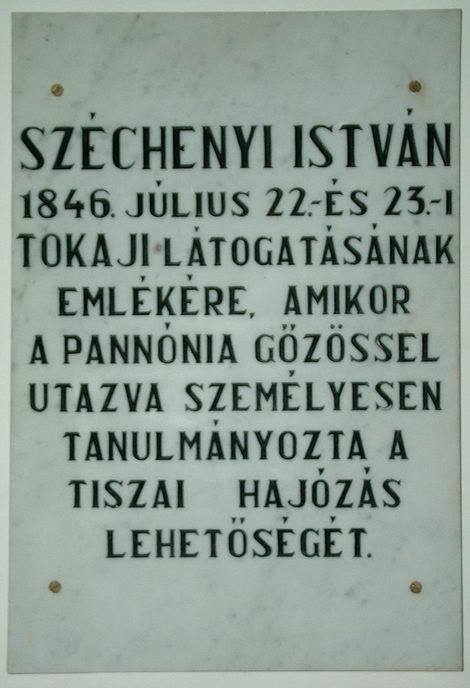 SZÉCHENYI ISTVÁN
1846. JÚLIUS 22.-ÉS 23.-I
TOKAJI LÁTOGATÁSÁNAK
EMLÉKÉRE, AMIKOR
A PANNÓNIA GŐZÖSSEL
UTAZVA SZEMÉLYESEN
TANULMÁNYOZTA A
TISZAI HAJÓZÁS
LEHETŐSÉGÉT.